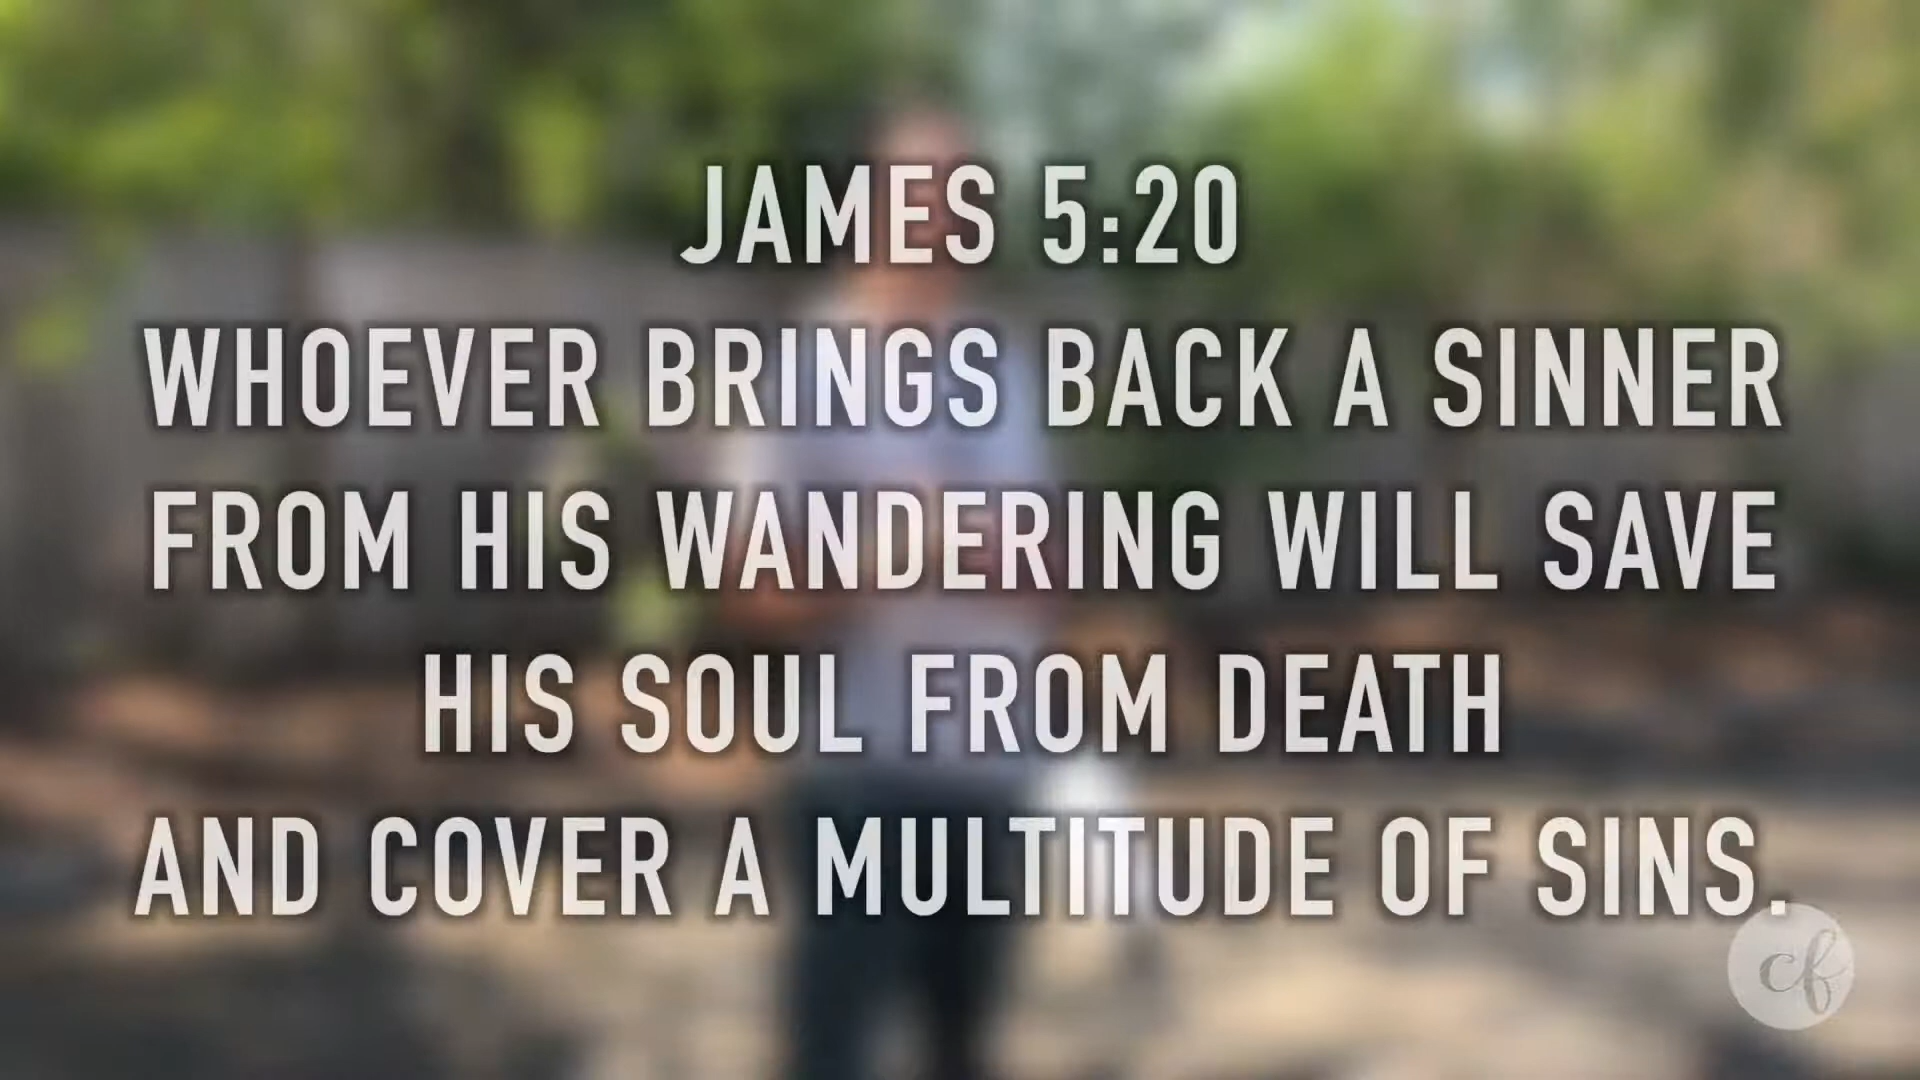 JAMES 5:20
WHOEVER BRINGS BACK A SINNER
FROM HIS WANDERING WILL SAVE
HIS SOUL FROM DEATH
AND COVER A MULTITUDE OF SINS.
cf